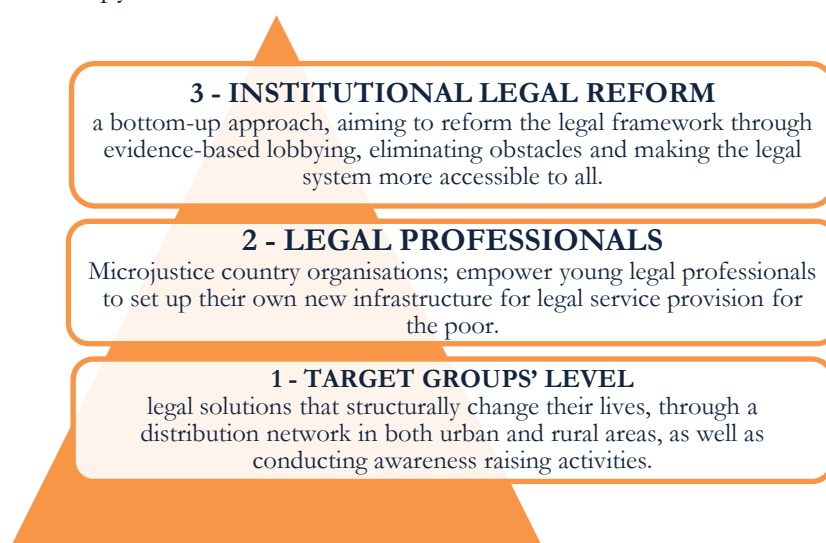 3 - INSTITUTIONAL LEGAL REFORM
a bottom-up approach, aiming to reform the legal framework through
evidence-based lobbying, eliminating obstacles and making the legal
system more accessible to all.
2 - LEGAL PROFESSIONALS
Microjustice country organisations; empower young legal professionals
to set up their own new infrastructure for legal service provision for
the poor.
1 - TARGET GROUPS’ LEVEL
legal solutions that structurally change their lives, through a
distribution network in both urban and rural areas, as well as
conducting awareness raising activities.